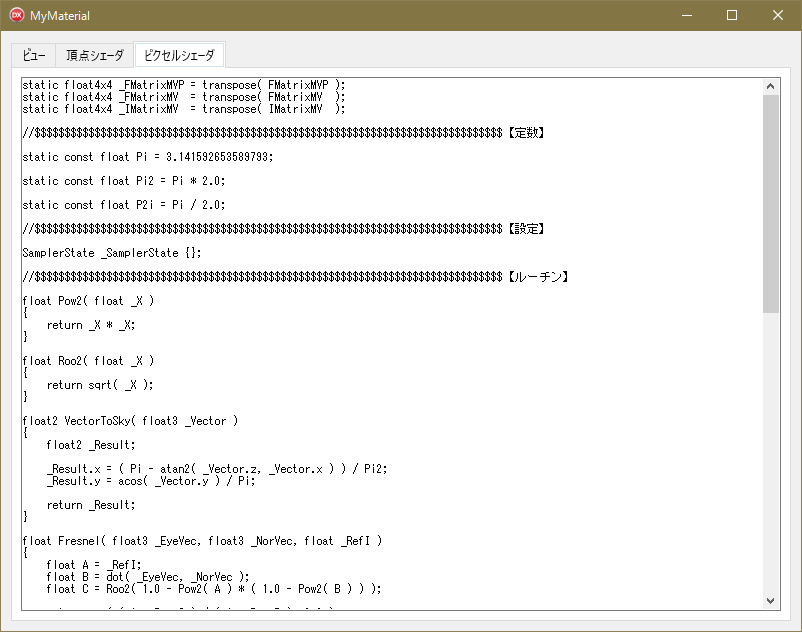 MyMaterial
ビュー 頂点シェーダ ピクセルシェーダ
static float4x4 _FMatrixMVP = transpose( FMatrixMVP );
static float4x4 _FMatrixMV  = transpose( FMatrixMV  );
static float4x4 _IMatrixMV  = transpose( IMatrixMV  );
//$$$$$$$$$$$$$$$$$$$$$$$$$$$$$$$$$$$$$$$$$$$$$$$$$$$$$$$$$$$$$$$$$$$$$$$$$$$$$$【定数】
static const float Pi = 3.141592653589793;
static const float Pi2 = Pi * 2.0;
static const float P2i = Pi / 2.0;
//$$$$$$$$$$$$$$$$$$$$$$$$$$$$$$$$$$$$$$$$$$$$$$$$$$$$$$$$$$$$$$$$$$$$$$$$$$$$$$【設定】
SamplerState _SamplerState {};
//$$$$$$$$$$$$$$$$$$$$$$$$$$$$$$$$$$$$$$$$$$$$$$$$$$$$$$$$$$$$$$$$$$$$$$$$$$$$$$【ルーチン】
float Pow2( float _X )
{
    return _X * _X;
}
float Roo2( float _X )
{
    return sqrt( _X );
}
float2 VectorToSky( float3 _Vector )
{
    float2 _Result;
    _Result.x = ( Pi - atan2( _Vector.z, _Vector.x ) ) / Pi2;
    _Result.y = acos( _Vector.y ) / Pi;
    return _Result;
}
float Fresnel( float3 _EyeVec, float3 _NorVec, float _RefI )
{
    float A = _RefI;
    float B = dot( _EyeVec, _NorVec );
    float C = Roo2( 1.0 - Pow2( A ) * ( 1.0 - Pow2( B ) ) );